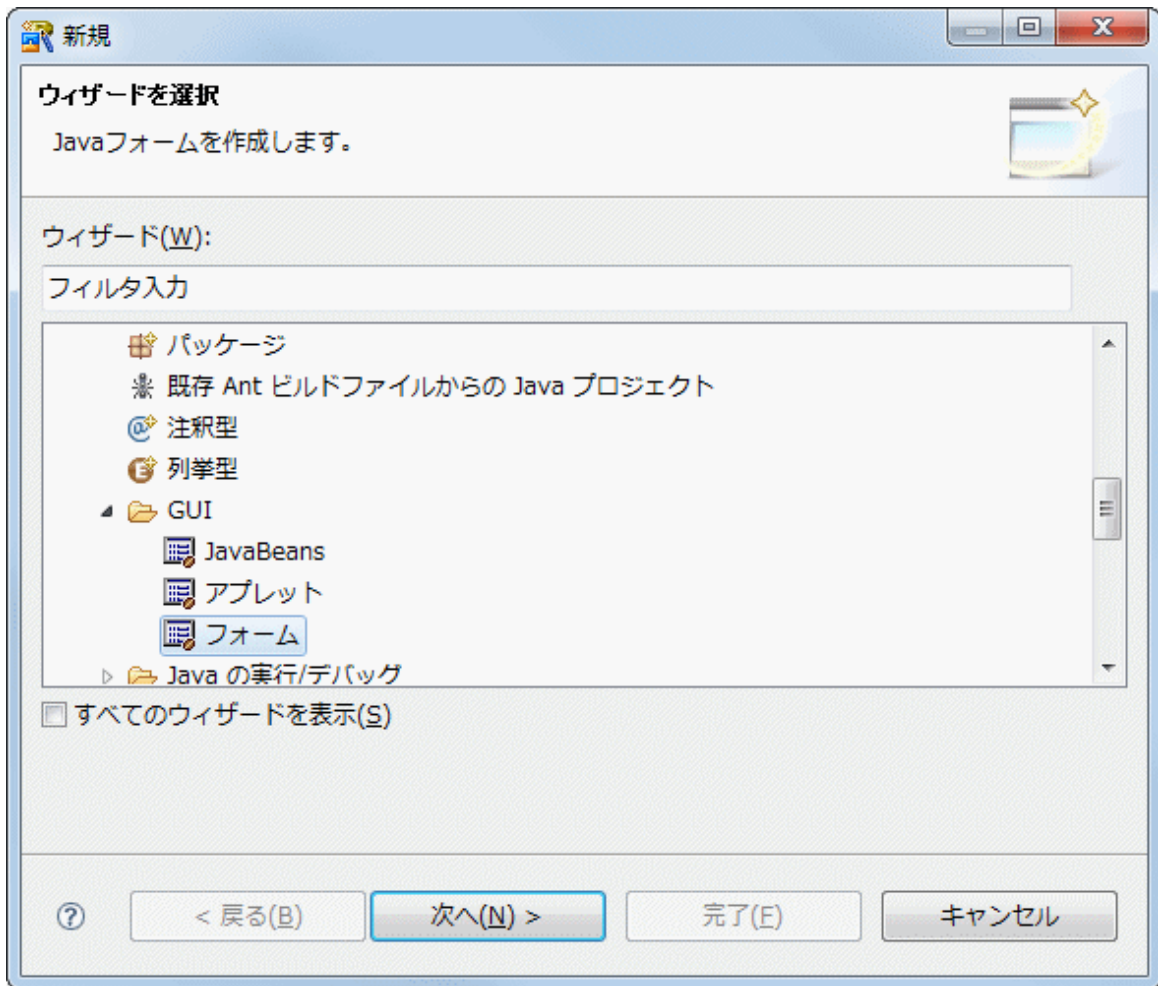 新規
ウィザードを選択
Javaフォームを作成します。
ウィザード(W):
フィルタ入力
パッケージ
既存 Ant ビルドファイルからの Java プロジェクト
注釈型
列挙型
GUI
JavaBeans
アプレット
フォーム
Java の実行/デバッグ
すべてのウィザードを表示(S)
< 戻る(B) 次へ(N) > 完了(F) キャンセル